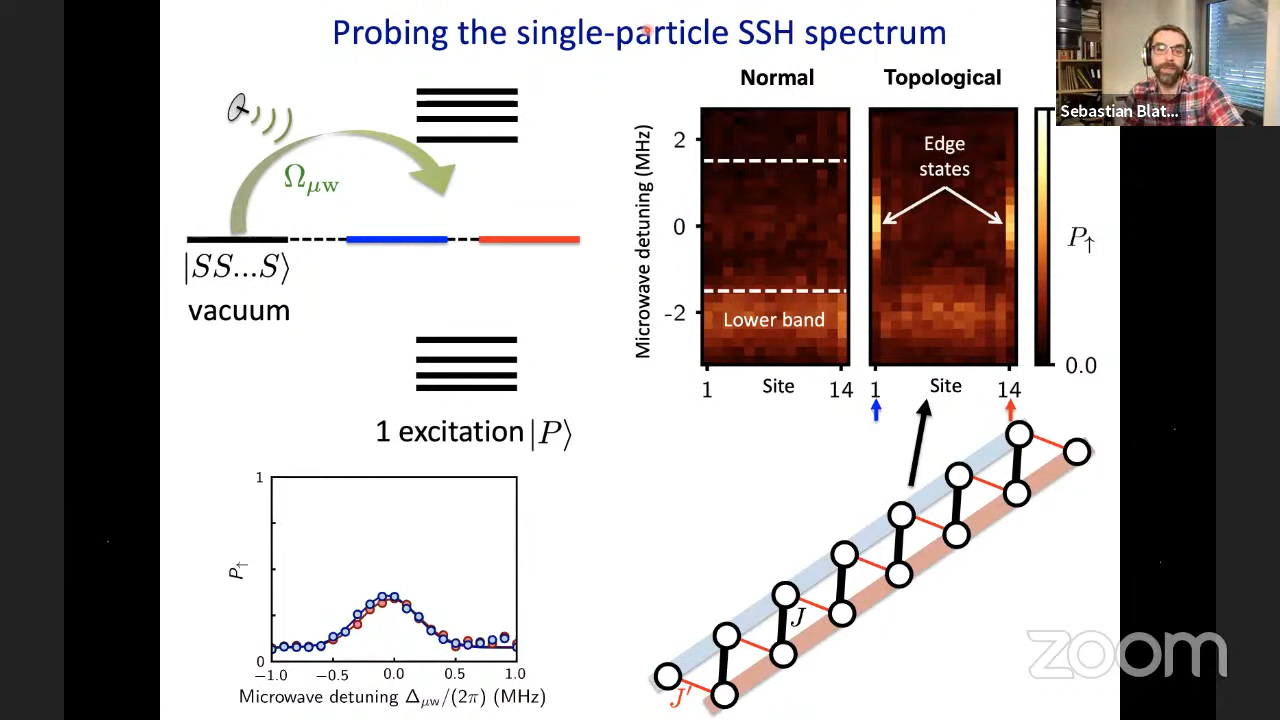 Probing the single-particle SSH spectrum
Sebastian Blat...
Ω_μw
|SS...S⟩
vacuum
1 excitation |P⟩
Normal
Topological
Microwave detuning (MHz)
2
0
-2
Lower band
Edge
states
P↑
0.0
1
Site
14
1
Site
14
P↑
1
0
−1.0
−0.5
0.0
0.5
1.0
Microwave detuning Δ_μw/(2π) (MHz)
J
J'
zoom